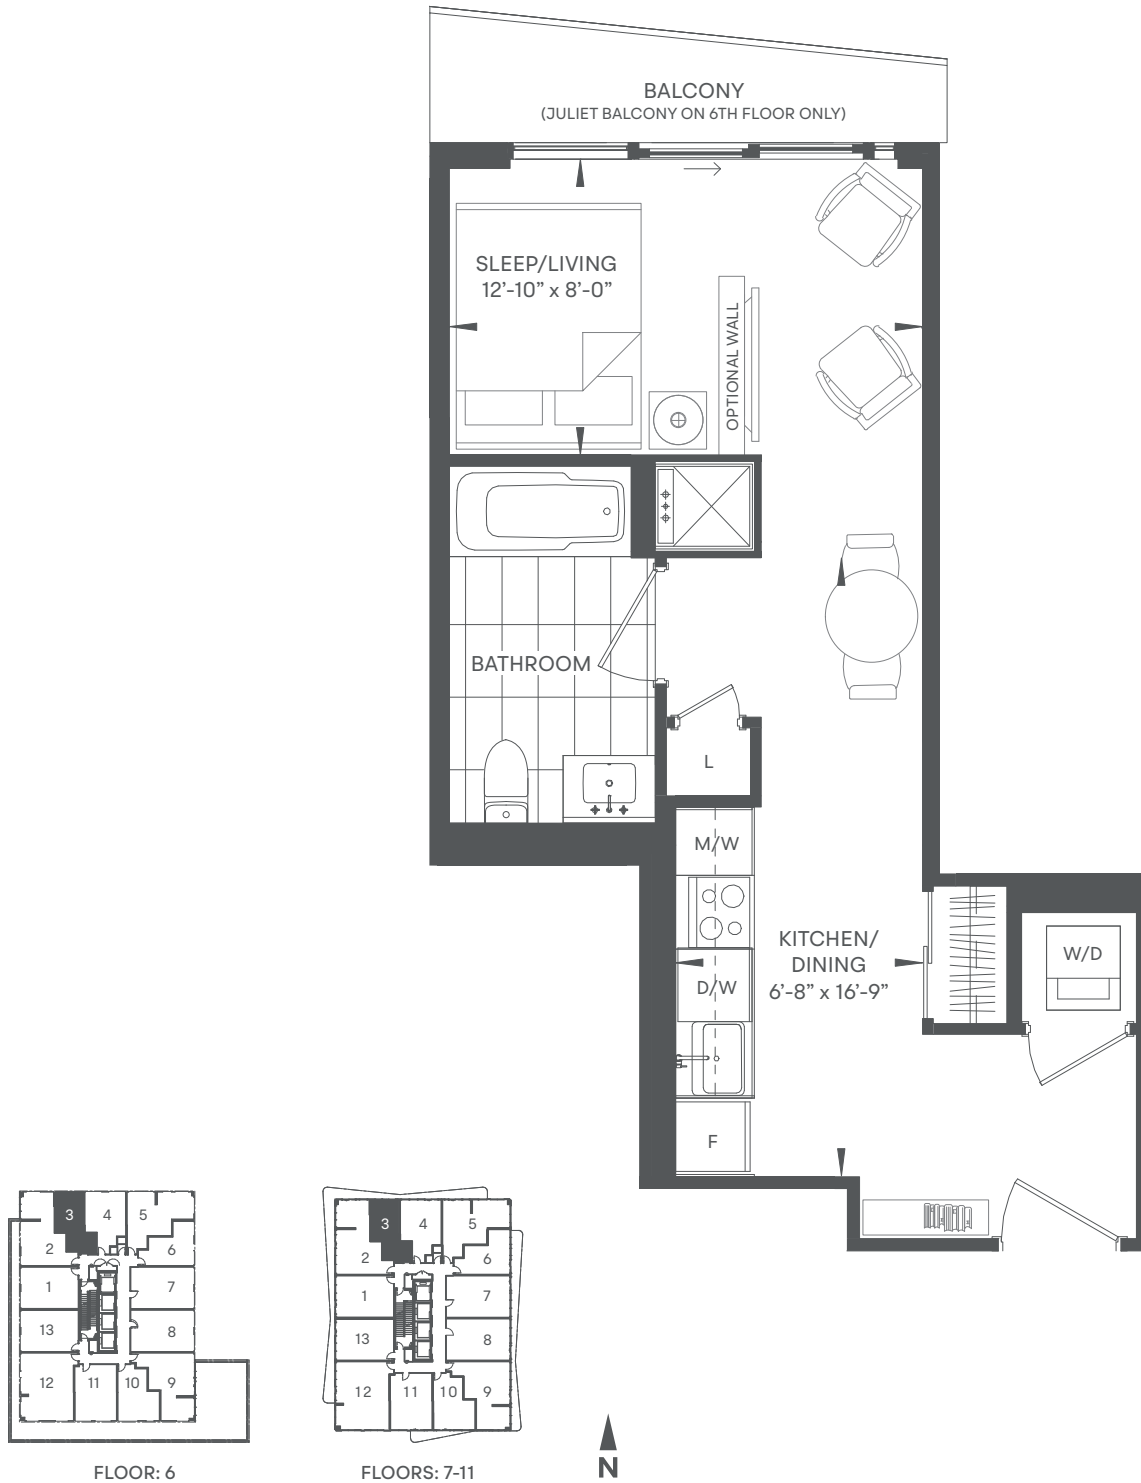 BALCONY
(JULIET BALCONY ON 6TH FLOOR ONLY)
SLEEP/LIVING
12'-10” x 8'-0”
OPTIONAL WALL
BATHROOM
L
M/W
KITCHEN/
DINING
6'-8” x 16'-9”
D/W
W/D
F
3
4
5
2
6
1
7
13
8
12
11
10
9
FLOOR: 6
3
4
5
2
6
1
7
13
8
12
11
10
9
FLOORS: 7-11
N